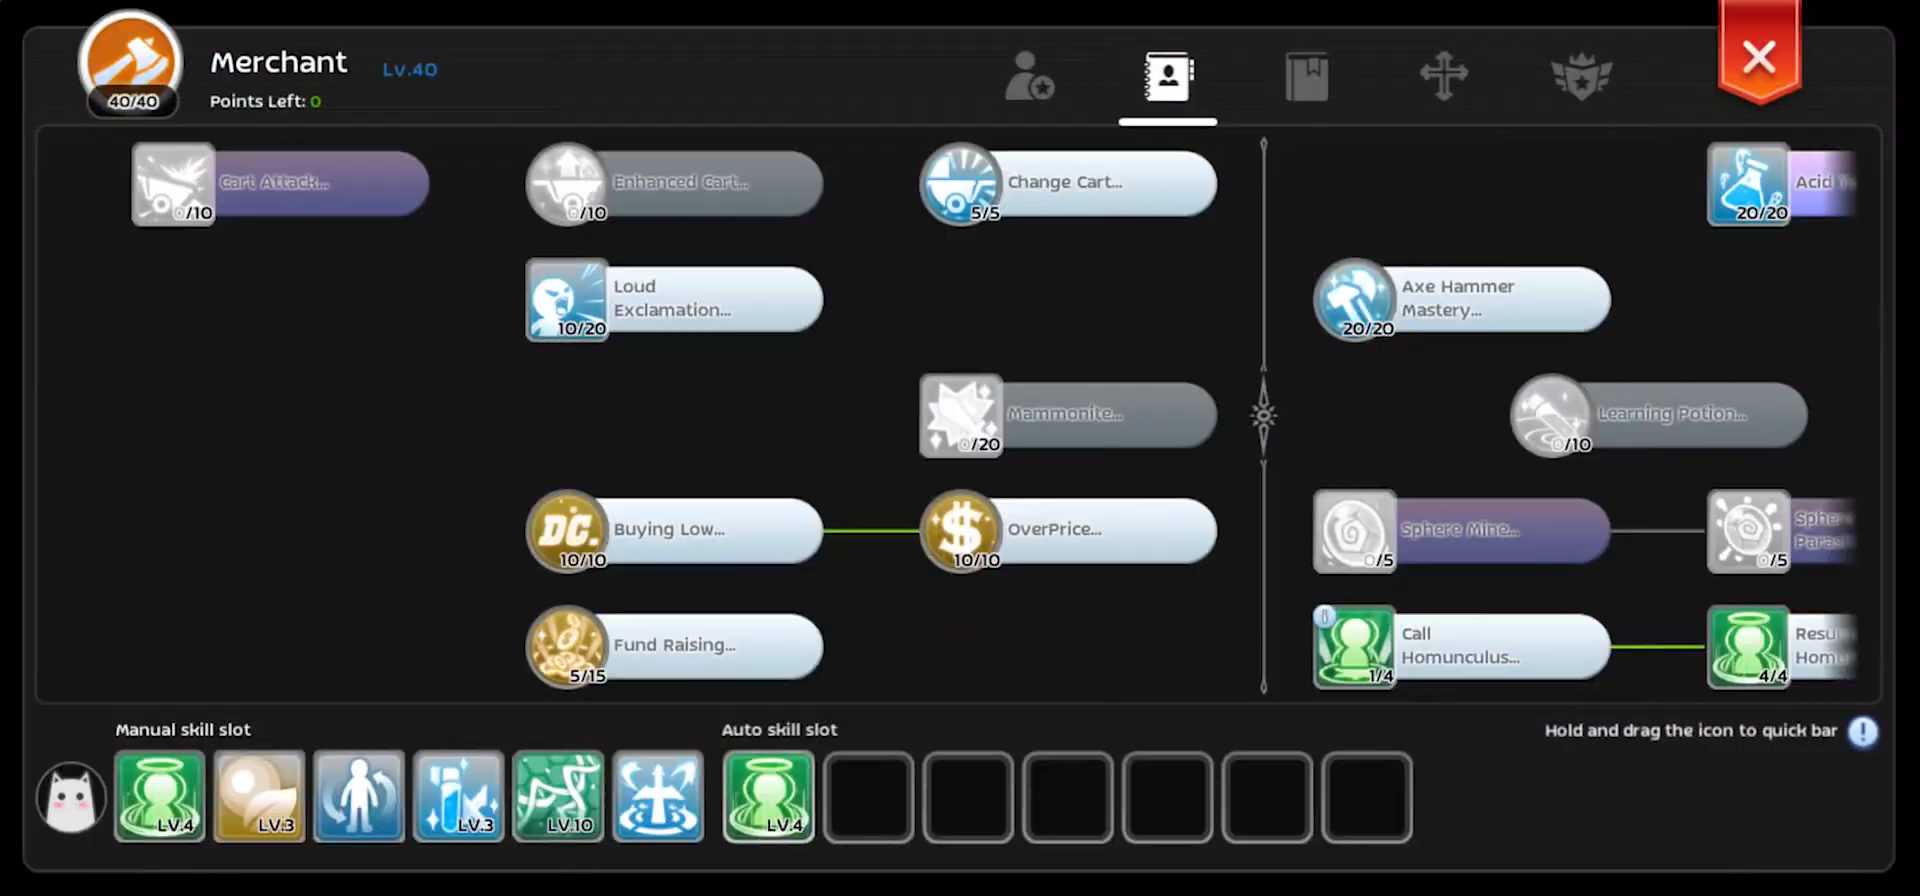 Merchant
Lv.40
40/40
Points Left: 0
Cart Attack...
0/10
Enhanced Cart...
0/10
Change Cart...
5/5
Acid
20/20
Loud
Exclamation...
10/20
Axe Hammer
Mastery...
20/20
Mammonite...
0/20
Learning Potion...
0/10
DC.
Buying Low...
10/10
$
OverPrice...
10/10
Sphere Mine...
0/5
0/5
Fund Raising...
5/15
Call
Homunculus...
1/4
4/4
Manual skill slot
Auto skill slot
Hold and drag the icon to quick bar
!
LV.4
LV.3
LV.3
LV.10
LV.4